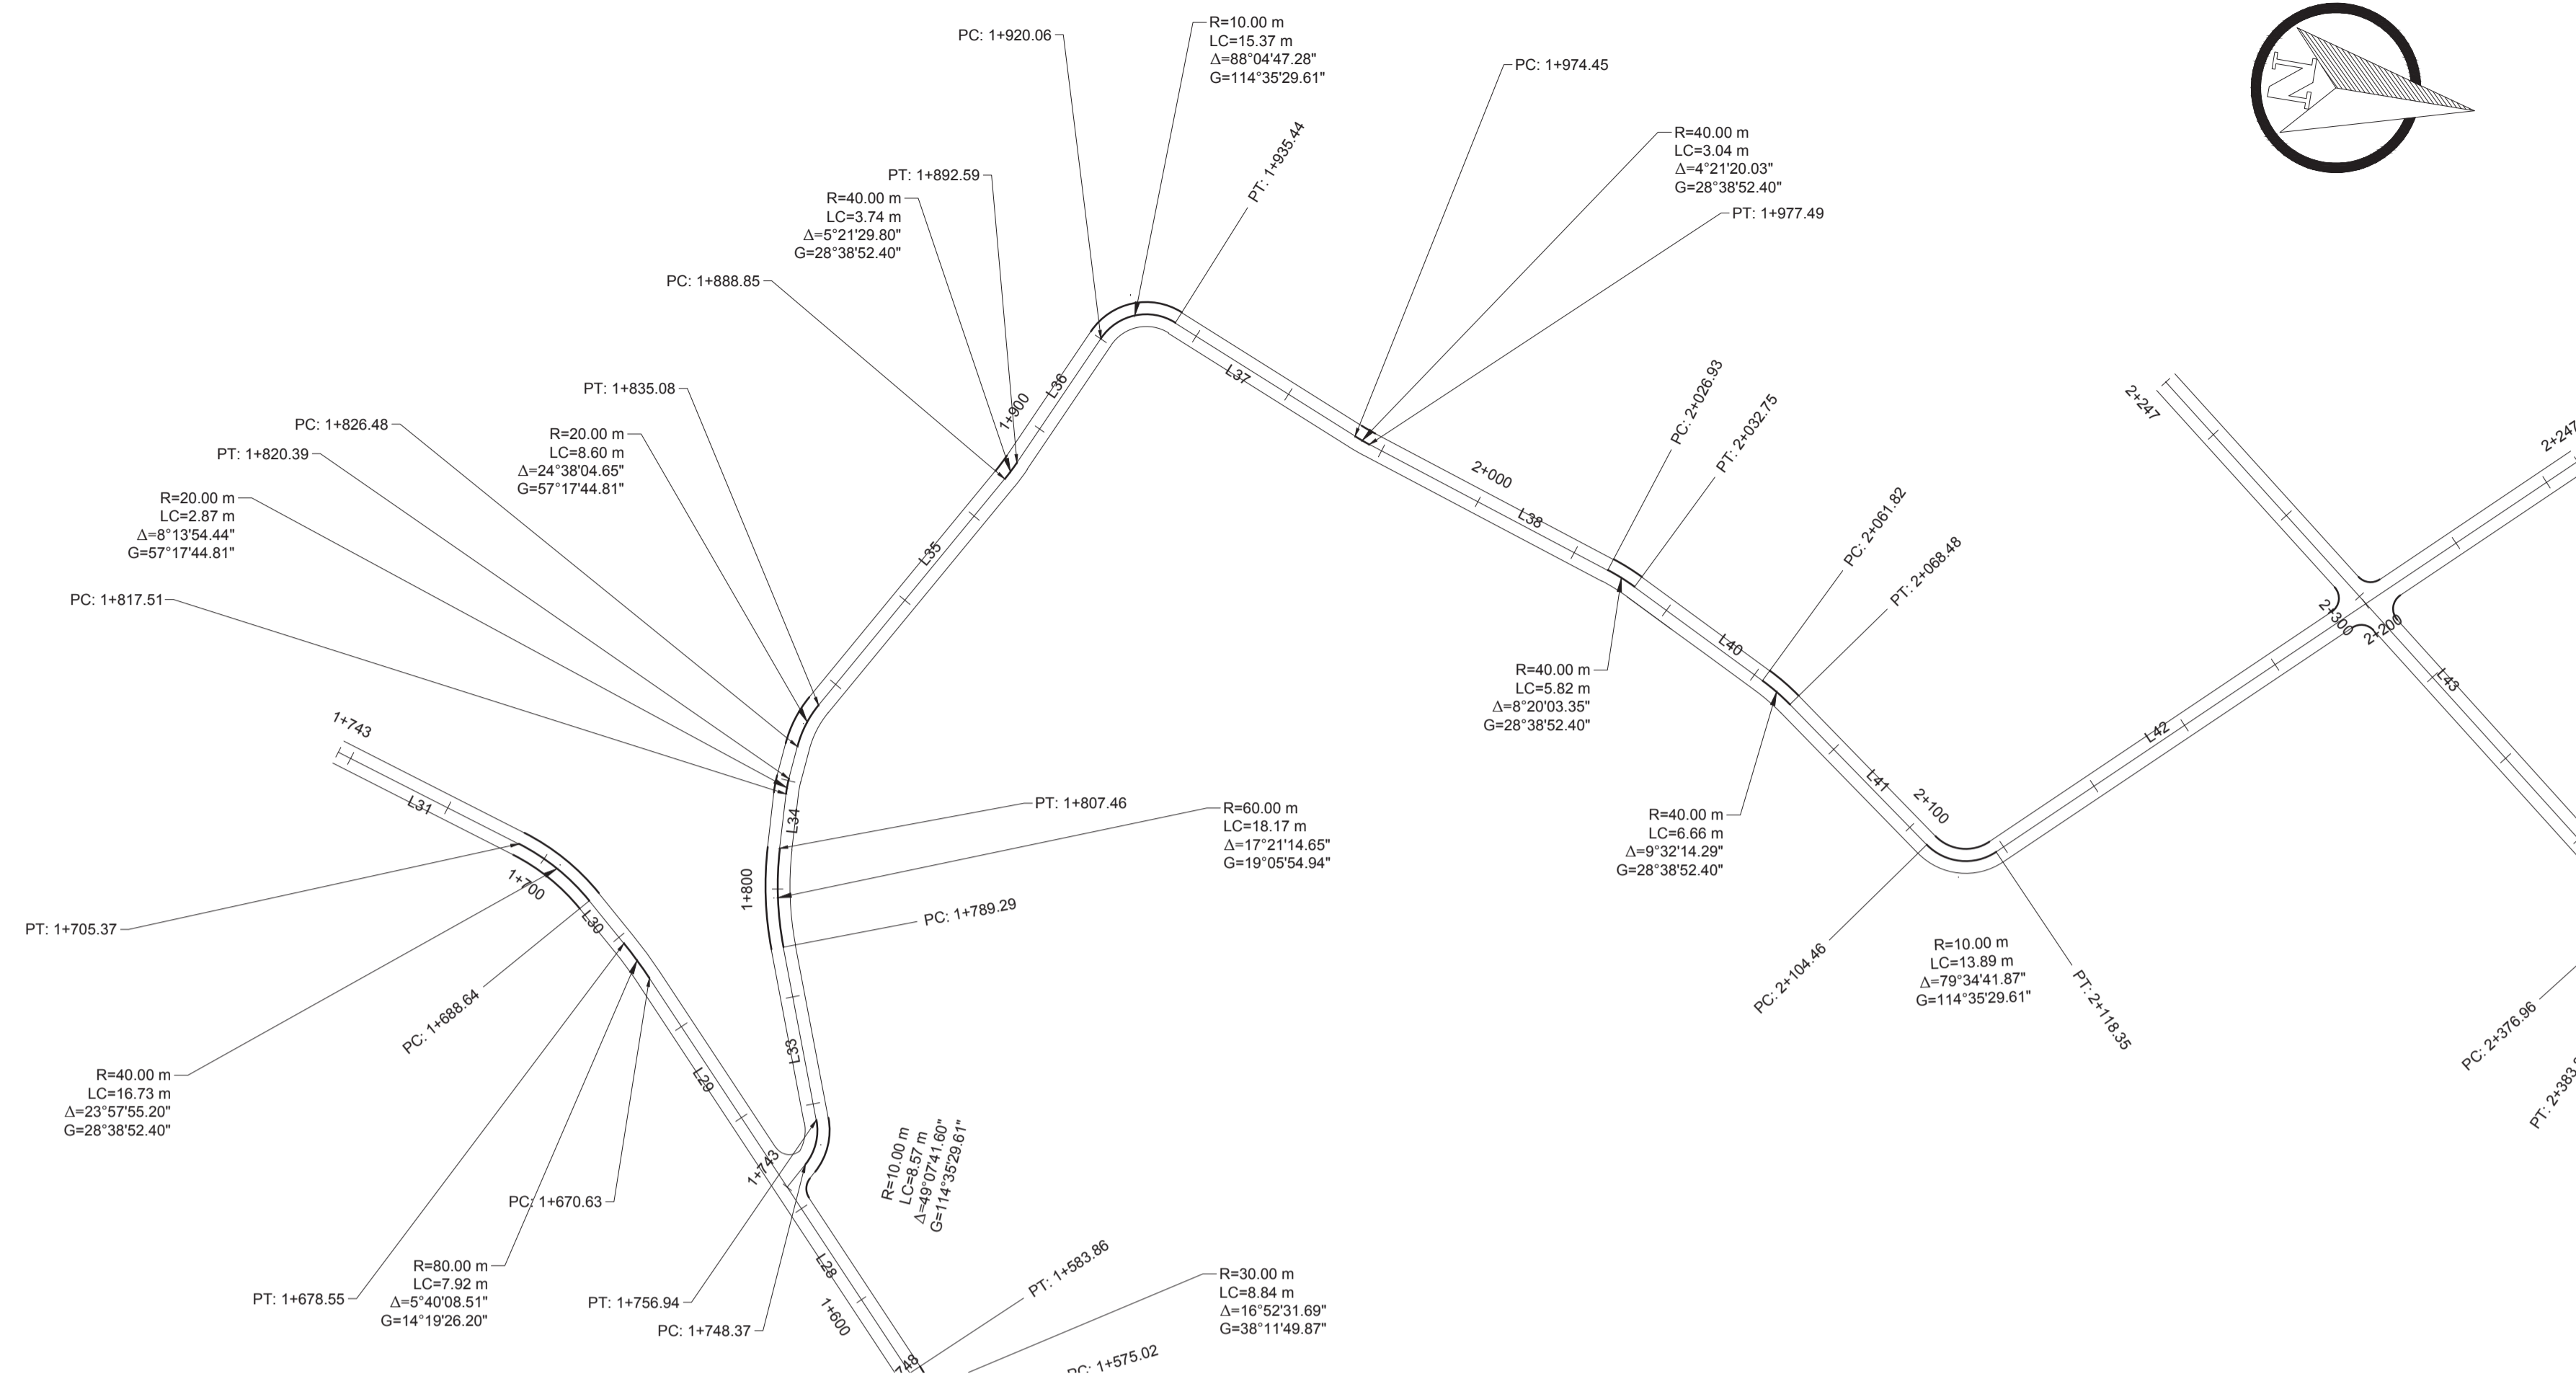 PC: 1+920.06
R=10.00 m
LC=15.37 m
Δ=88°04'47.28"
G=114°35'29.61"
PC: 1+974.45
N
R=40.00 m
LC=3.04 m
Δ=4°21'20.03"
G=28°38'52.40"
PT: 1+977.49
PT: 1+935.44
PT: 1+892.59
R=40.00 m
LC=3.74 m
Δ=5°21'29.80"
G=28°38'52.40"
PC: 1+888.85
PT: 1+835.08
PC: 1+826.48
R=20.00 m
LC=8.60 m
Δ=24°38'04.65"
G=57°17'44.81"
PT: 1+820.39
R=20.00 m
LC=2.87 m
Δ=8°13'54.44"
G=57°17'44.81"
PC: 1+817.51
L36
1+900
L35
L37
2+000
L38
PC: 2+026.93
PT: 2+032.75
PC: 2+061.82
PT: 2+068.48
2+247
2+247
2+300
2+200
L43
L42
L40
R=40.00 m
LC=5.82 m
Δ=8°20'03.35"
G=28°38'52.40"
L41
2+100
R=40.00 m
LC=6.66 m
Δ=9°32'14.29"
G=28°38'52.40"
1+743
L31
L34
PT: 1+807.46
R=60.00 m
LC=18.17 m
Δ=17°21'14.65"
G=19°05'54.94"
1+800
PC: 1+789.29
1+700
L30
PT: 1+705.37
PC: 1+688.64
R=40.00 m
LC=16.73 m
Δ=23°57'55.20"
G=28°38'52.40"
L33
L29
PC: 2+104.46
R=10.00 m
LC=13.89 m
Δ=79°34'41.87"
G=114°35'29.61"
PT: 2+118.35
PC: 2+376.96
PT: 2+383.
1+743
R=10.00 m
LC=8.57 m
Δ=49°07'41.60"
G=114°35'29.61"
PC: 1+670.63
R=80.00 m
LC=7.92 m
Δ=5°40'08.51"
G=14°19'26.20"
PT: 1+678.55
PT: 1+756.94
PC: 1+748.37
L28
1+600
PT: 1+583.86
R=30.00 m
LC=8.84 m
Δ=16°52'31.69"
G=38°11'49.87"
PC: 1+575.02
748